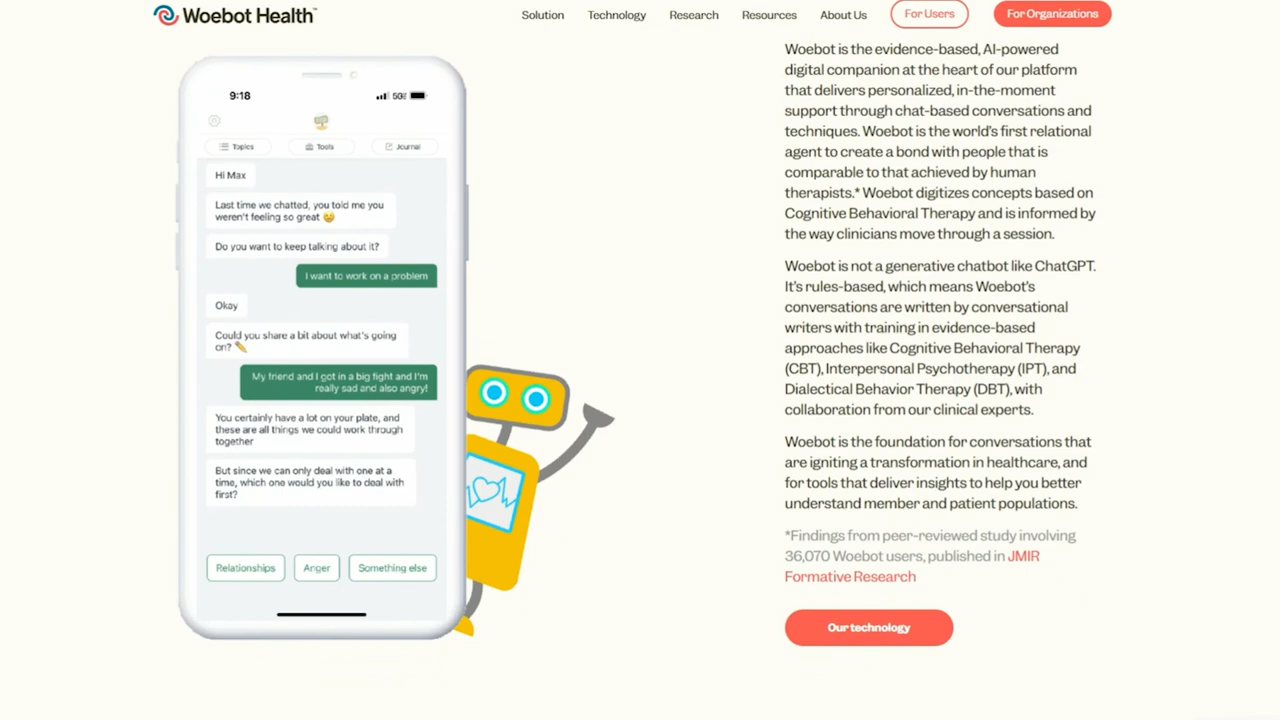 Woebot Health™
Solution
Technology
Research
Resources
About Us
For Users
For Organizations
9:18
5G
Topics
Tools
Journal
Hi Max
Last time we chatted, you told me you
weren't feeling so great 😕
Do you want to keep talking about it?
I want to work on a problem
Okay
Could you share a bit about what's going
on? ✏️
My friend and I got in a big fight and I'm
really sad and also angry!
You certainly have a lot on your plate, and
these are all things we could work through
together
But since we can only deal with one at a
time, which one would you like to deal with
first?
Relationships
Anger
Something else
Woebot is the evidence-based, AI-powered
digital companion at the heart of our platform
that delivers personalized, in-the-moment
support through chat-based conversations and
techniques. Woebot is the world's first relational
agent to create a bond with people that is
comparable to that achieved by human
therapists.* Woebot digitizes concepts based on
Cognitive Behavioral Therapy and is informed by
the way clinicians move through a session.
Woebot is not a generative chatbot like ChatGPT.
It's rules-based, which means Woebot's
conversations are written by conversational
writers with training in evidence-based
approaches like Cognitive Behavioral Therapy
(CBT), Interpersonal Psychotherapy (IPT), and
Dialectical Behavior Therapy (DBT), with
collaboration from our clinical experts.
Woebot is the foundation for conversations that
are igniting a transformation in healthcare, and
for tools that deliver insights to help you better
understand member and patient populations.
*Findings from peer-reviewed study involving
36,070 Woebot users, published in JMIR
Formative Research
Our technology